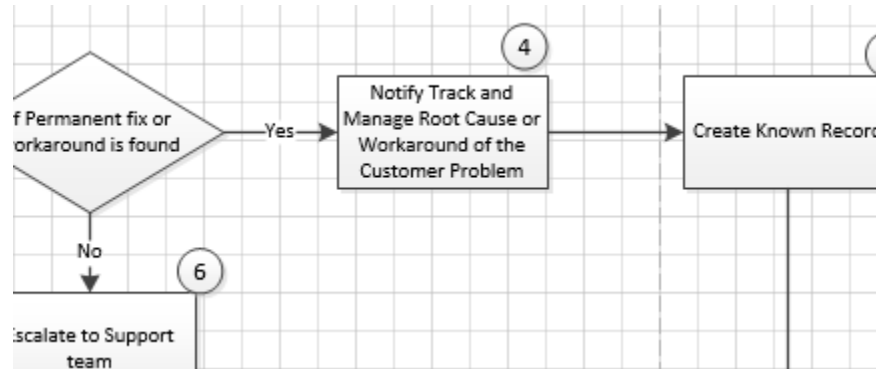 4
Notify Track and
Manage Root Cause or
Workaround of the
Customer Problem
Create Known Record
f Permanent fix or
orkaround is found
Yes
No
6
Escalate to Support
team